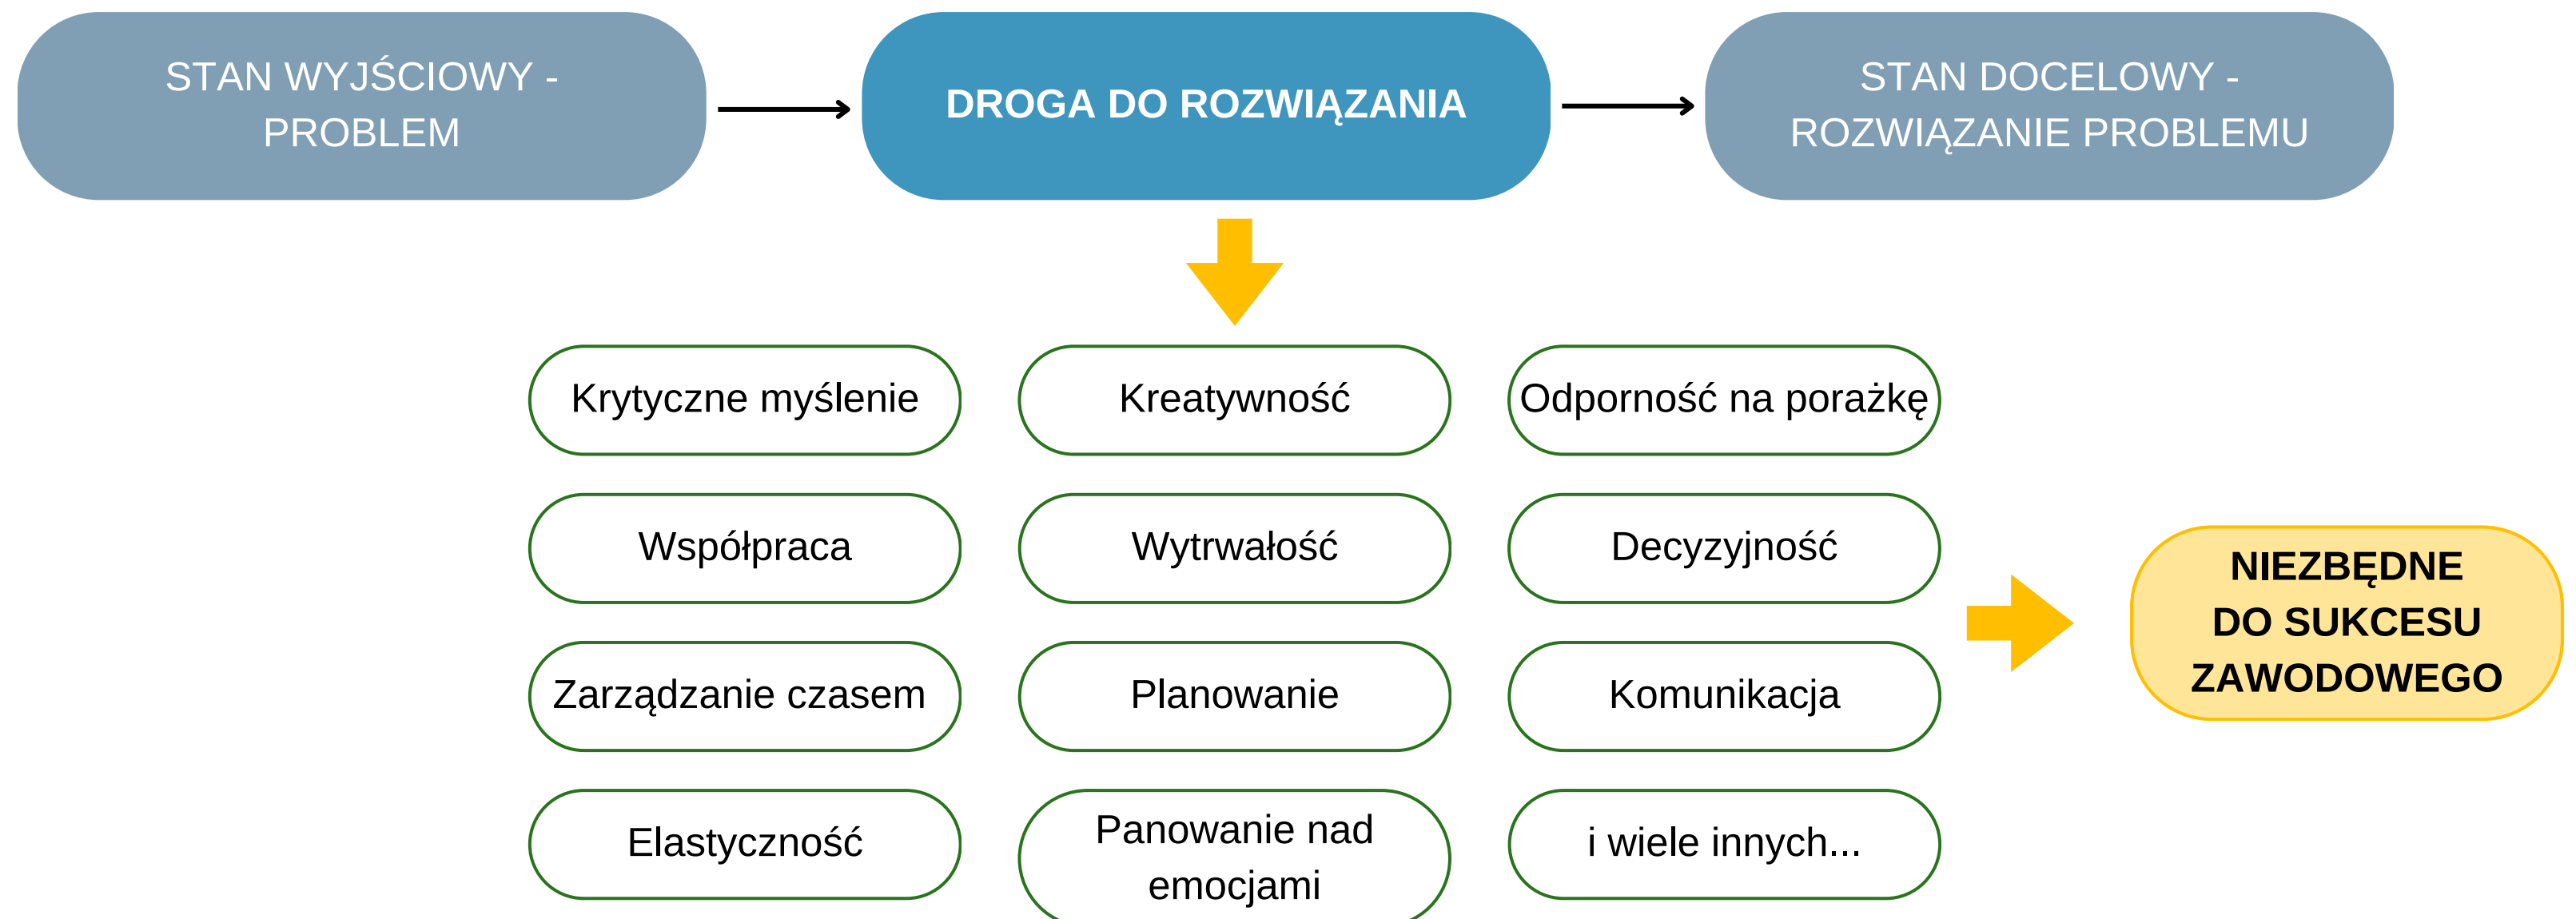 STAN WYJŚCIOWY -
PROBLEM
DROGA DO ROZWIĄZANIA
STAN DOCELOWY -
ROZWIĄZANIE PROBLEMU
Krytyczne myślenie
Kreatywność
Odporność na porażkę
Współpraca
Wytrwałość
Decyzyjność
Zarządzanie czasem
Planowanie
Komunikacja
Elastyczność
Panowanie nad
emocjami
i wiele innych...
NIEZBĘDNE
DO SUKCESU
ZAWODOWEGO